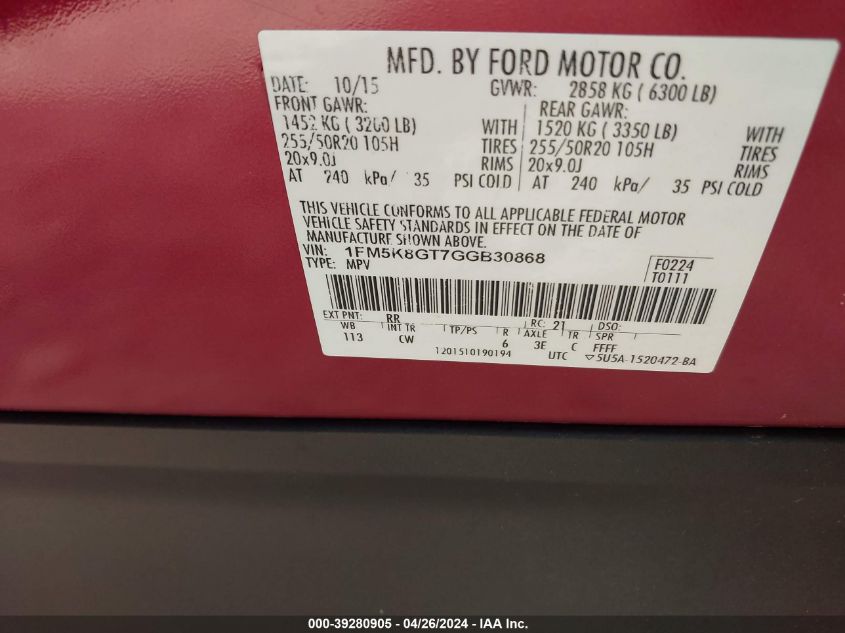 MFD. BY FORD MOTOR CO.
DATE: 10/15 GVWR: 2858 KG ( 6300 LB)
FRONT GAWR: REAR GAWR:
1452 KG ( 3200 LB) WITH 1520 KG ( 3350 LB) WITH
255/50R20 105H TIRES 255/50R20 105H TIRES
20x9.0J RIMS 20x9.0J RIMS
AT 240 kPa/ 35 PSI COLD AT 240 kPa/ 35 PSI COLD
THIS VEHICLE CONFORMS TO ALL APPLICABLE FEDERAL MOTOR
VEHICLE SAFETY STANDARDS IN EFFECT ON THE DATE OF
MANUFACTURE SHOWN ABOVE.
VIN: 1FM5K8GT7GGB30868
TYPE: MPV
F0224
T0111
EXT PNT: RR RC: 21 DSO:
WB INT TR TP/PS R AXLE TR SPR
113 CW 6 3E C FFFF
1201510190194 UTC ▽5U5A-1520472-BA
000-39280905 - 04/26/2024 - IAA Inc.